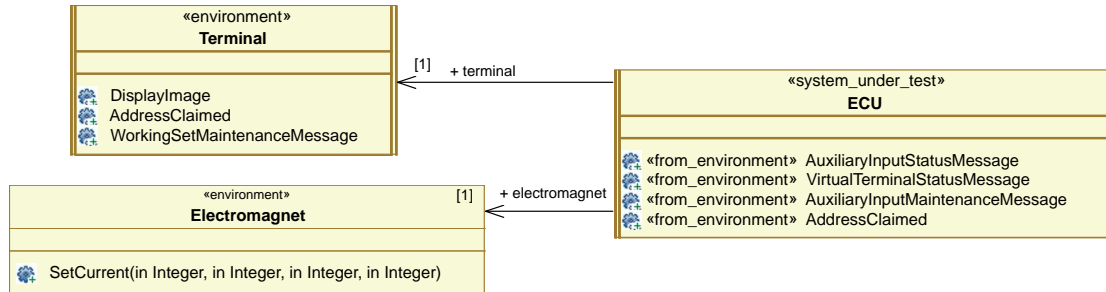 «environment»
Terminal
DisplayImage
AddressClaimed
WorkingSetMaintenanceMessage
[1]
+ terminal
«system_under_test»
ECU
«from_environment» AuxiliaryInputStatusMessage
«from_environment» VirtualTerminalStatusMessage
«from_environment» AuxiliaryInputMaintenanceMessage
«from_environment» AddressClaimed
«environment»
Electromagnet
SetCurrent(in Integer, in Integer, in Integer, in Integer)
[1]
+ electromagnet